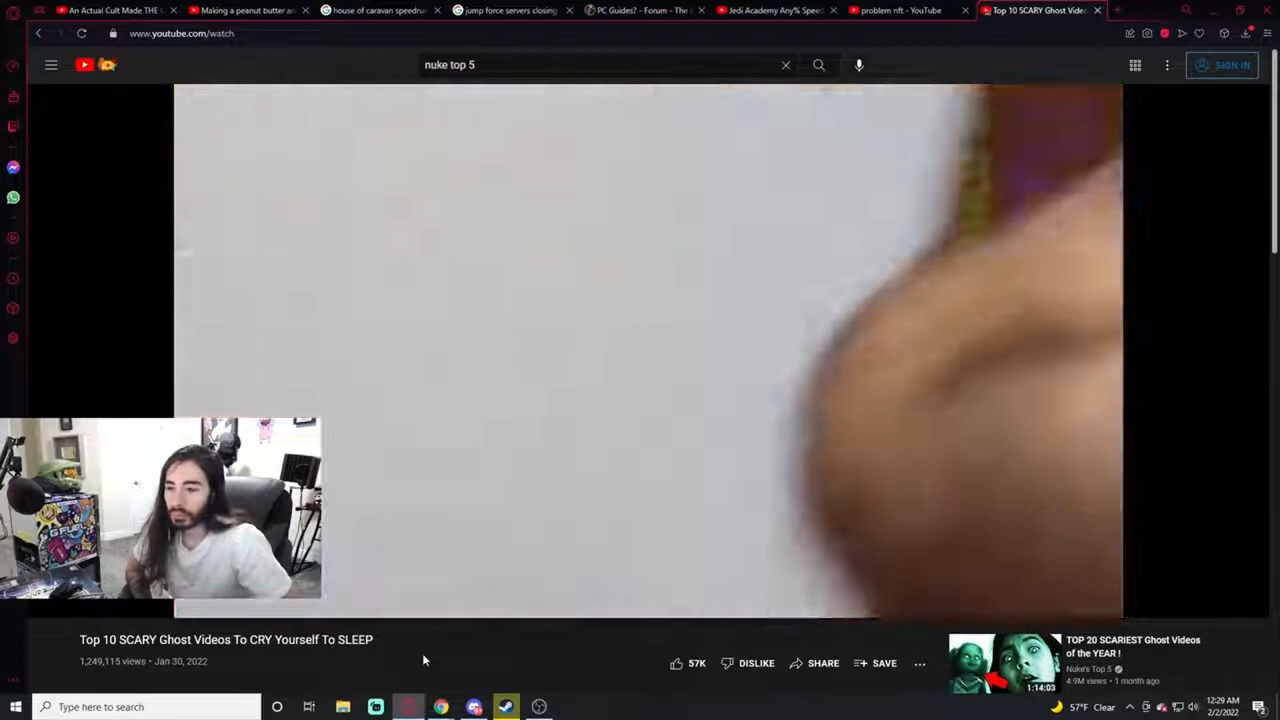 An Actual Cult Made THE
Making a peanut butter an
house of caravan speedru
jump force servers closing
PC Guides? - Forum - The
Jedi Academy Any% Speed
problem nft - YouTube
Top 10 SCARY Ghost Video
www.youtube.com/watch
nuke top 5
SIGN IN
G FUEL
Top 10 SCARY Ghost Videos To CRY Yourself To SLEEP
1,249,115 views • Jan 30, 2022
57K
DISLIKE
SHARE
SAVE
TOP 20 SCARIEST Ghost Videos
of the YEAR !
Nuke's Top 5
4.9M views • 1 month ago
1:14:03
Type here to search
57°F Clear
12:29 AM
2/2/2022
2